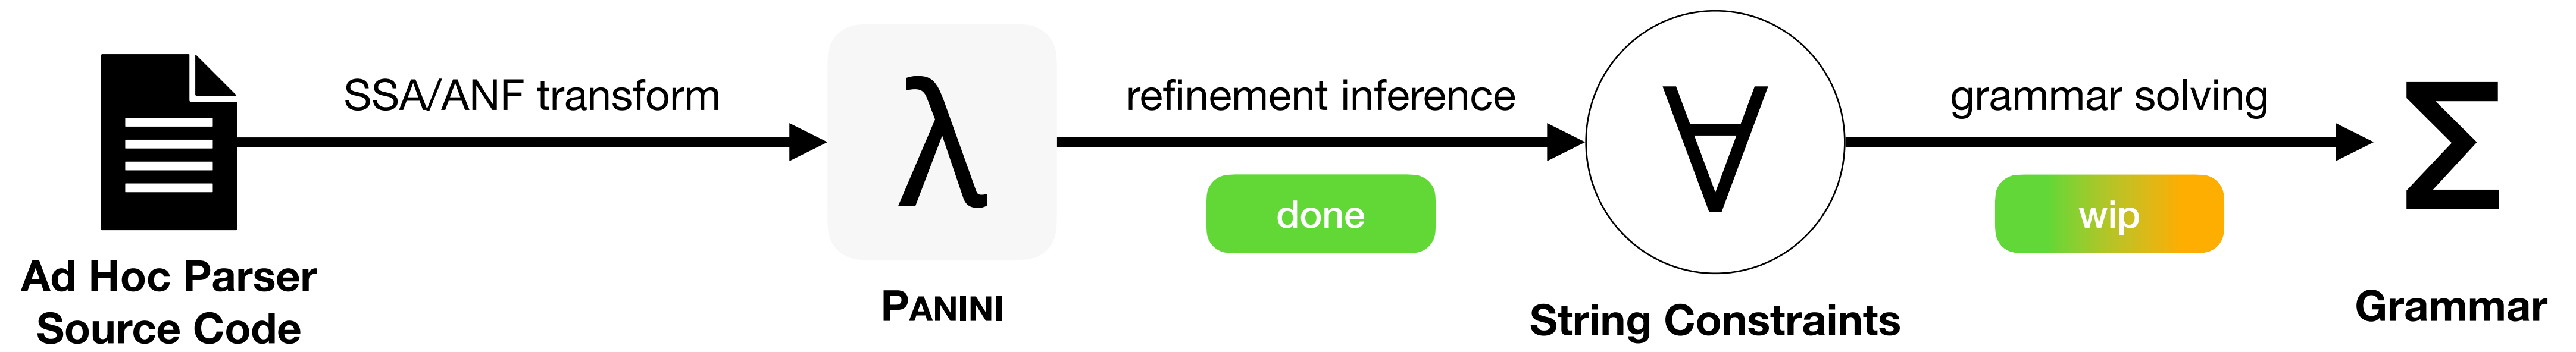 SSA/ANF transform
λ
refinement inference
∀
grammar solving
Σ
done
wip
Ad Hoc Parser
Source Code
PANINI
String Constraints
Grammar